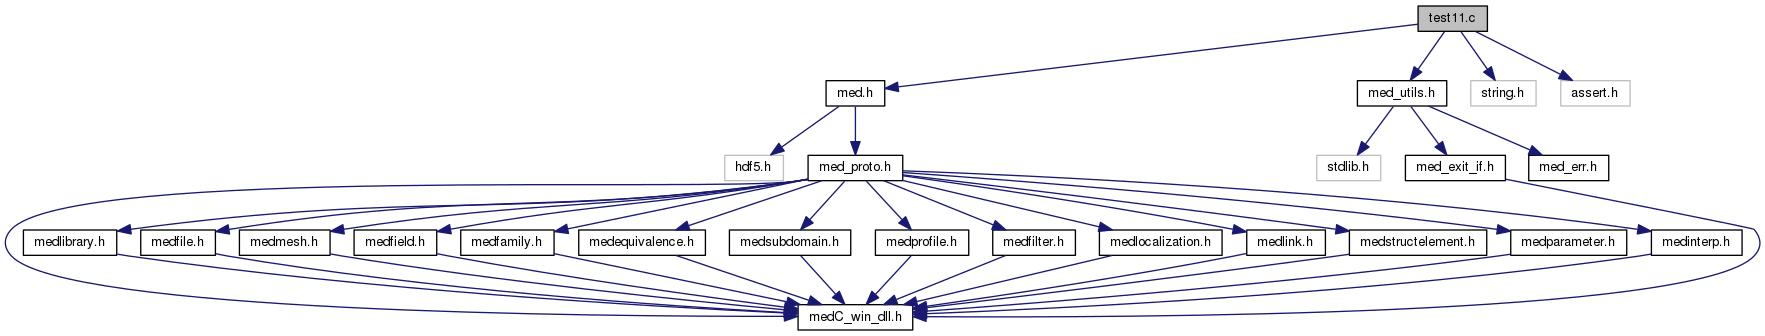 test11.c
med.h
med_utils.h
string.h
assert.h
hdf5.h
med_proto.h
stdlib.h
med_exit_if.h
med_err.h
medlibrary.h
medfile.h
medmesh.h
medfield.h
medfamily.h
medequivalence.h
medsubdomain.h
medprofile.h
medfilter.h
medlocalization.h
medlink.h
medstructelement.h
medparameter.h
medinterp.h
medC_win_dll.h